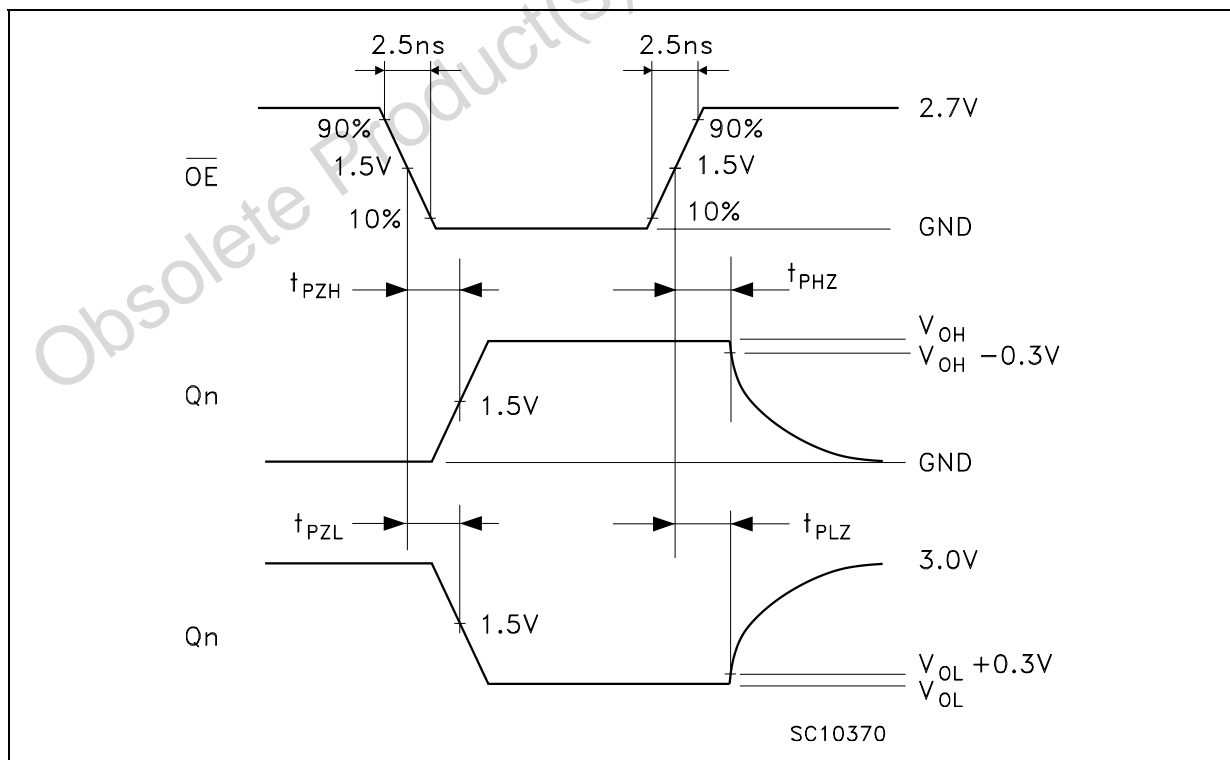 Obsolete Product(s)
2.5ns 2.5ns
2.7V
90% 90%
OE 1.5V 1.5V
10% 10%
GND
tPZH tPHZ
VOH
VOH −0.3V
Qn 1.5V
GND
tPZL tPLZ
3.0V
Qn 1.5V
VOL +0.3V
VOL
SC10370